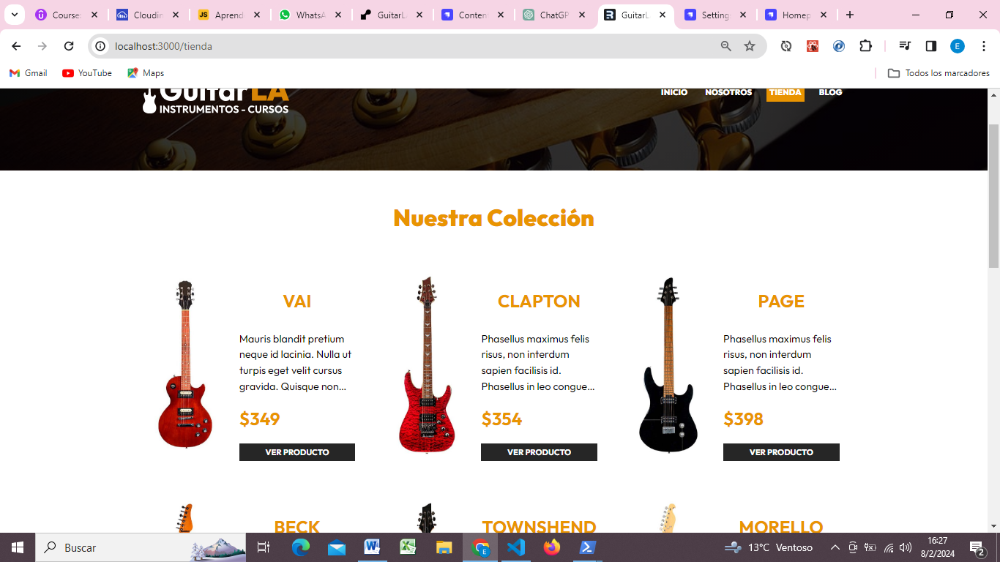 Course
Cloudin
JS Aprend
WhatsA
GuitarL
Conten
ChatGP
GuitarL
Setting
Homep
localhost:3000/tienda
E
Gmail YouTube Maps Todos los marcadores
GuitarLA
INSTRUMENTOS - CURSOS
INICIO NOSOTROS TIENDA BLOG
Nuestra Colección
VAI
Mauris blandit pretium
neque id lacinia. Nulla ut
turpis eget velit cursus
gravida. Quisque non...
$349
VER PRODUCTO
CLAPTON
Phasellus maximus felis
risus, non interdum
sapien facilisis id.
Phasellus in leo congue...
$354
VER PRODUCTO
PAGE
Phasellus maximus felis
risus, non interdum
sapien facilisis id.
Phasellus in leo congue...
$398
VER PRODUCTO
BECK
TOWNSHEND
MORELLO
Buscar
13°C Ventoso
16:27
8/2/2024
2